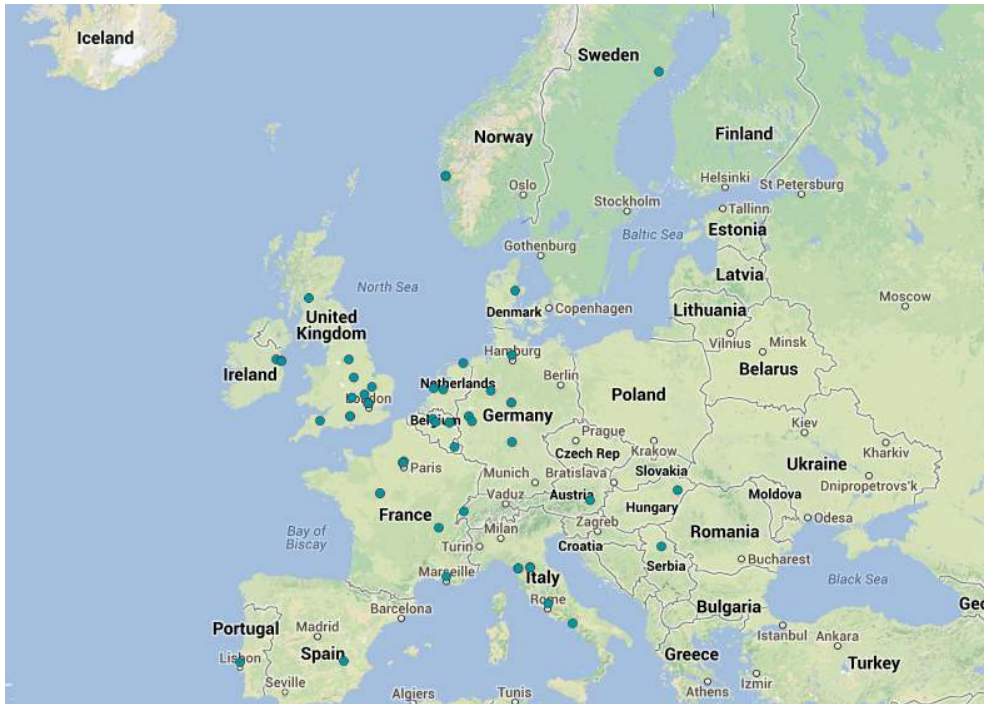 Iceland
Sweden
Norway
Finland
Helsinki
St Petersburg
Oslo
Stockholm
Tallinn
Estonia
Baltic Sea
Gothenburg
Latvia
North Sea
Moscow
Denmark
Copenhagen
Lithuania
United
Kingdom
Vilnius
Minsk
Hamburg
Belarus
Ireland
Netherlands
Berlin
Poland
London
Germany
Belgium
Prague
Kiev
Krakow
Kharkiv
Czech Rep
Paris
Slovakia
Ukraine
Munich
Bratislava
Dnipropetrovs'k
Vaduz
Austria
Hungary
Moldova
France
Odessa
Bay of
Biscay
Milan
Zagreb
Romania
Turin
Croatia
Bucharest
Serbia
Marseille
Italy
Black Sea
Barcelona
Rome
Bulgaria
Geo
Portugal
Madrid
Istanbul
Ankara
Lisbon
Spain
Greece
Turkey
Seville
Izmir
Athens
Algiers
Tunis